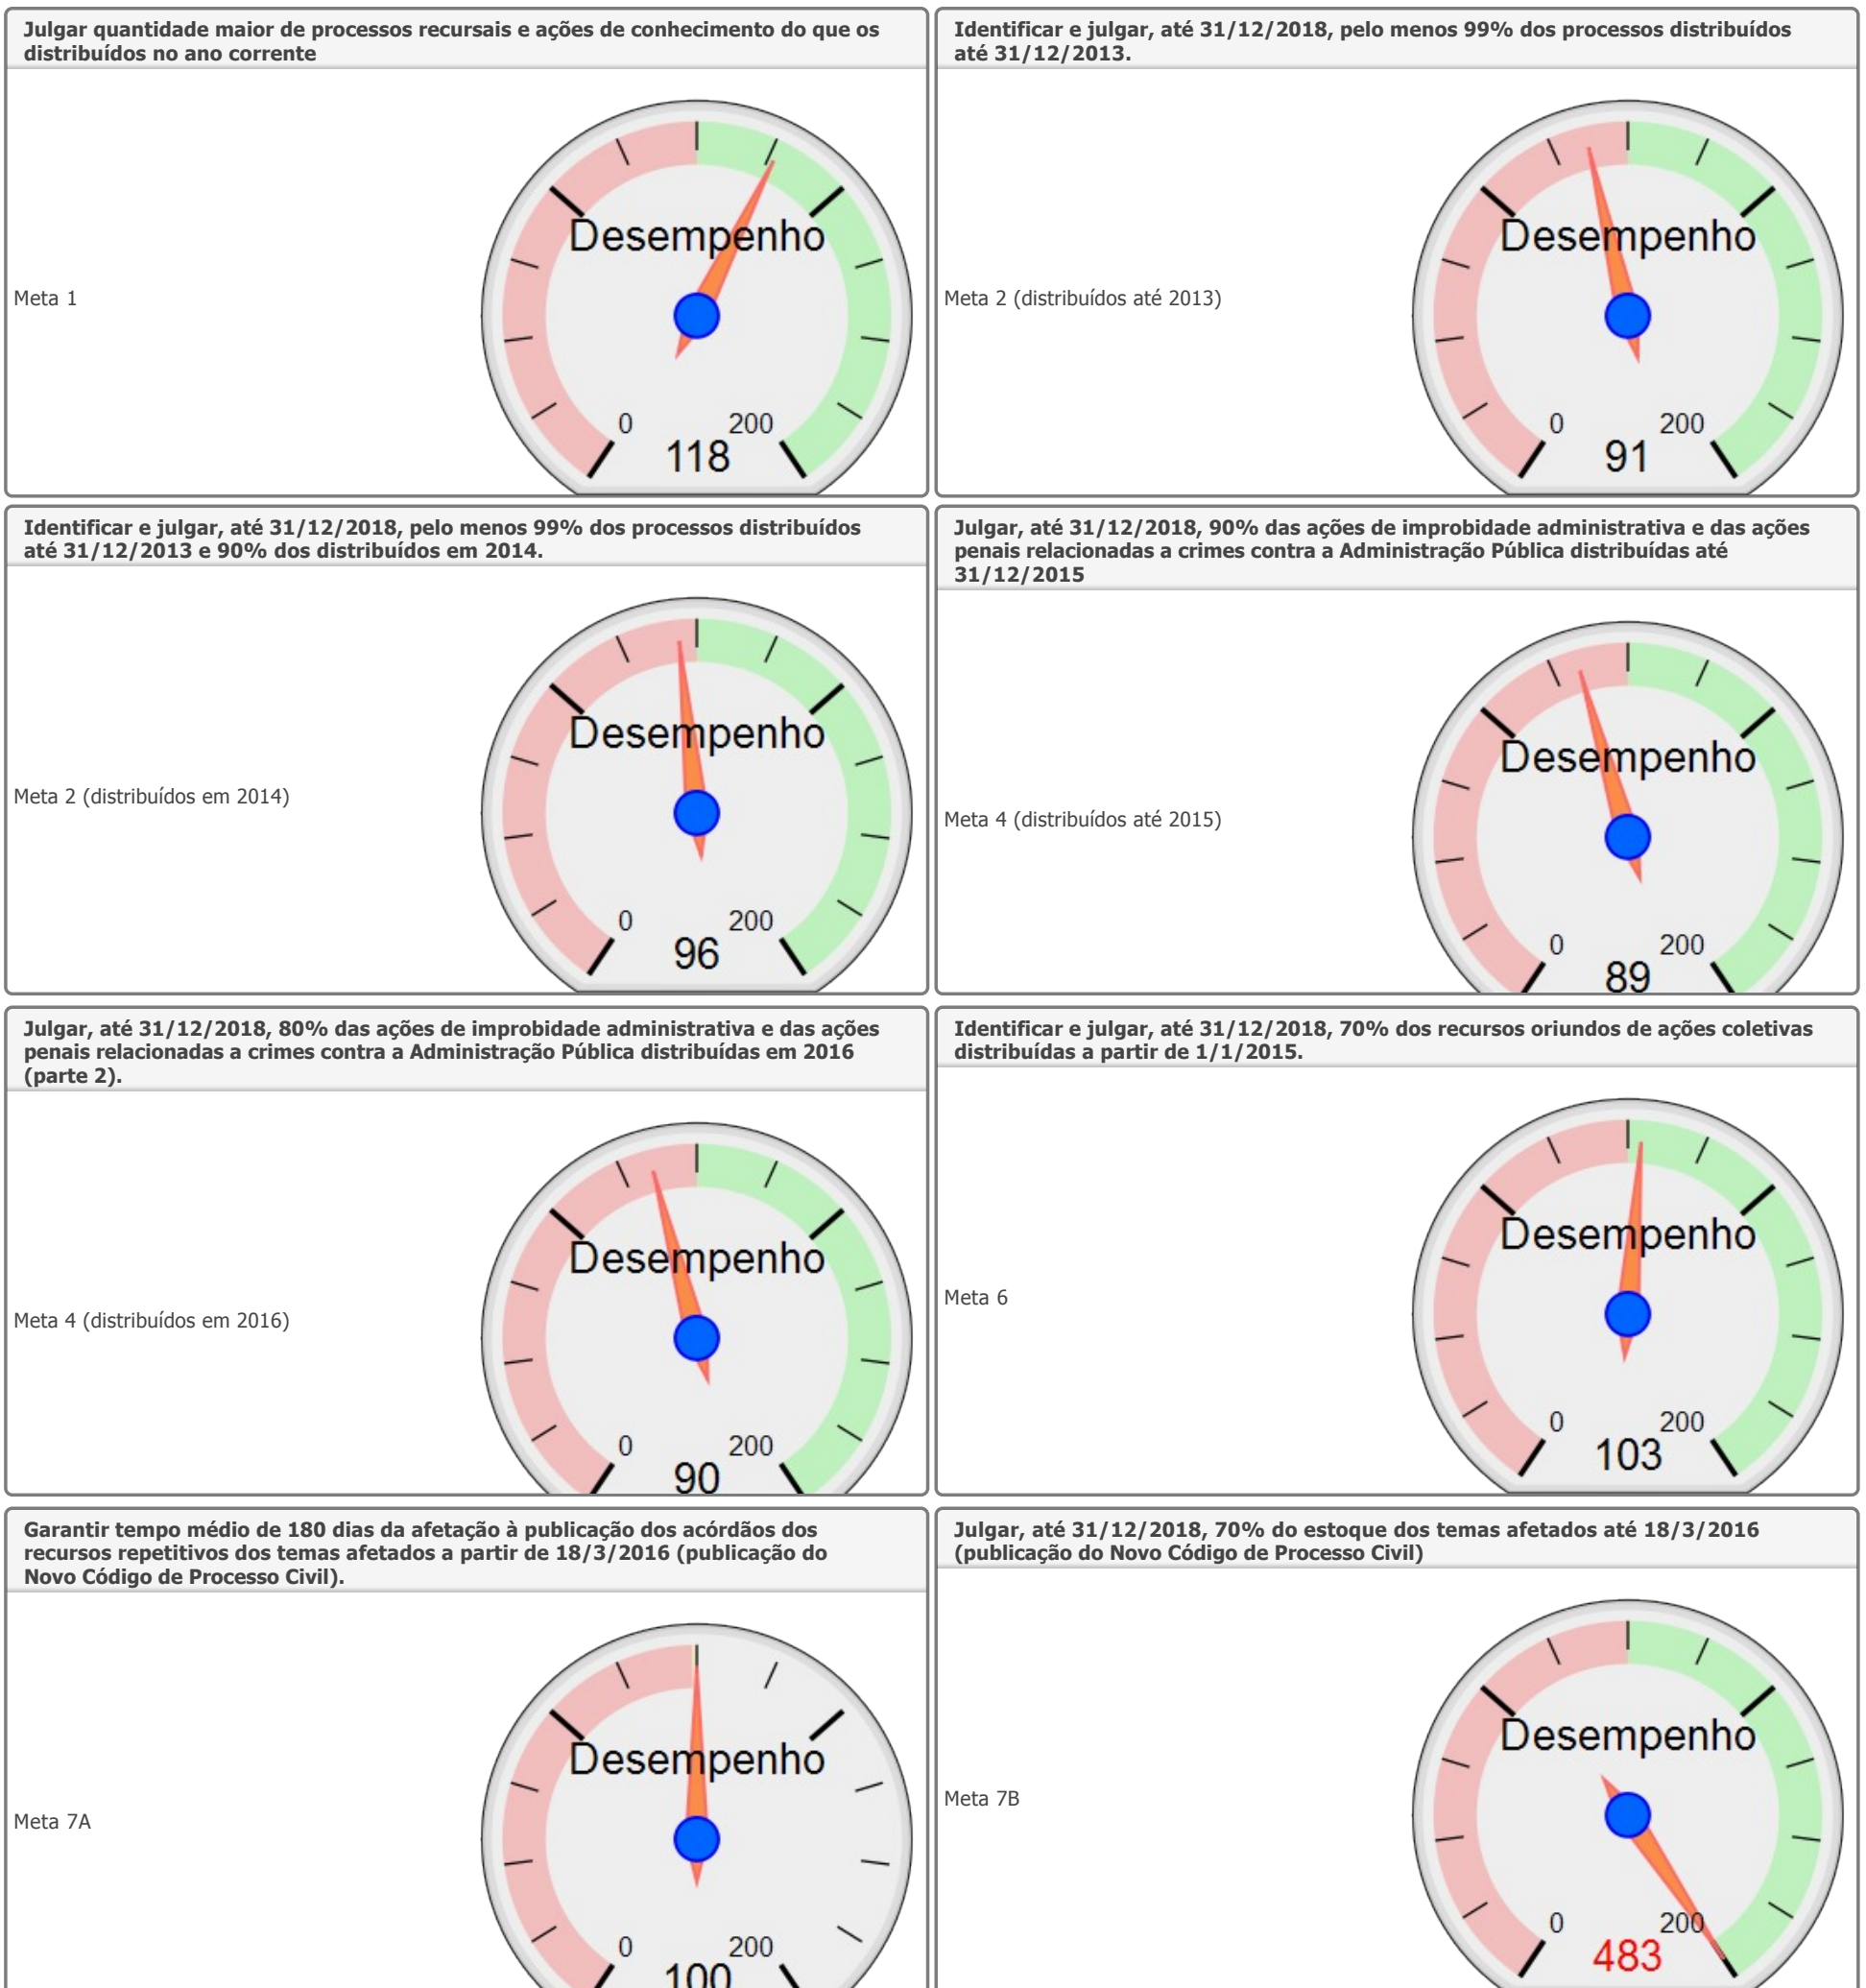 Julgar quantidade maior de processos recursais e ações de conhecimento do que os
distribuídos no ano corrente
Meta 1
Desempenho
0
200
118
Identificar e julgar, até 31/12/2018, pelo menos 99% dos processos distribuídos
até 31/12/2013.
Meta 2 (distribuídos até 2013)
Desempenho
0
200
91
Identificar e julgar, até 31/12/2018, pelo menos 99% dos processos distribuídos
até 31/12/2013 e 90% dos distribuídos em 2014.
Meta 2 (distribuídos em 2014)
Desempenho
0
200
96
Julgar, até 31/12/2018, 90% das ações de improbidade administrativa e das ações
penais relacionadas a crimes contra a Administração Pública distribuídas até
31/12/2015
Meta 4 (distribuídos até 2015)
Desempenho
0
200
89
Julgar, até 31/12/2018, 80% das ações de improbidade administrativa e das ações
penais relacionadas a crimes contra a Administração Pública distribuídas em 2016
(parte 2).
Meta 4 (distribuídos em 2016)
Desempenho
0
200
90
Identificar e julgar, até 31/12/2018, 70% dos recursos oriundos de ações coletivas
distribuídas a partir de 1/1/2015.
Meta 6
Desempenho
0
200
103
Garantir tempo médio de 180 dias da afetação à publicação dos acórdãos dos
recursos repetitivos dos temas afetados a partir de 18/3/2016 (publicação do
Novo Código de Processo Civil).
Meta 7A
Desempenho
0
200
100
Julgar, até 31/12/2018, 70% do estoque dos temas afetados até 18/3/2016
(publicação do Novo Código de Processo Civil)
Meta 7B
Desempenho
0
200
483